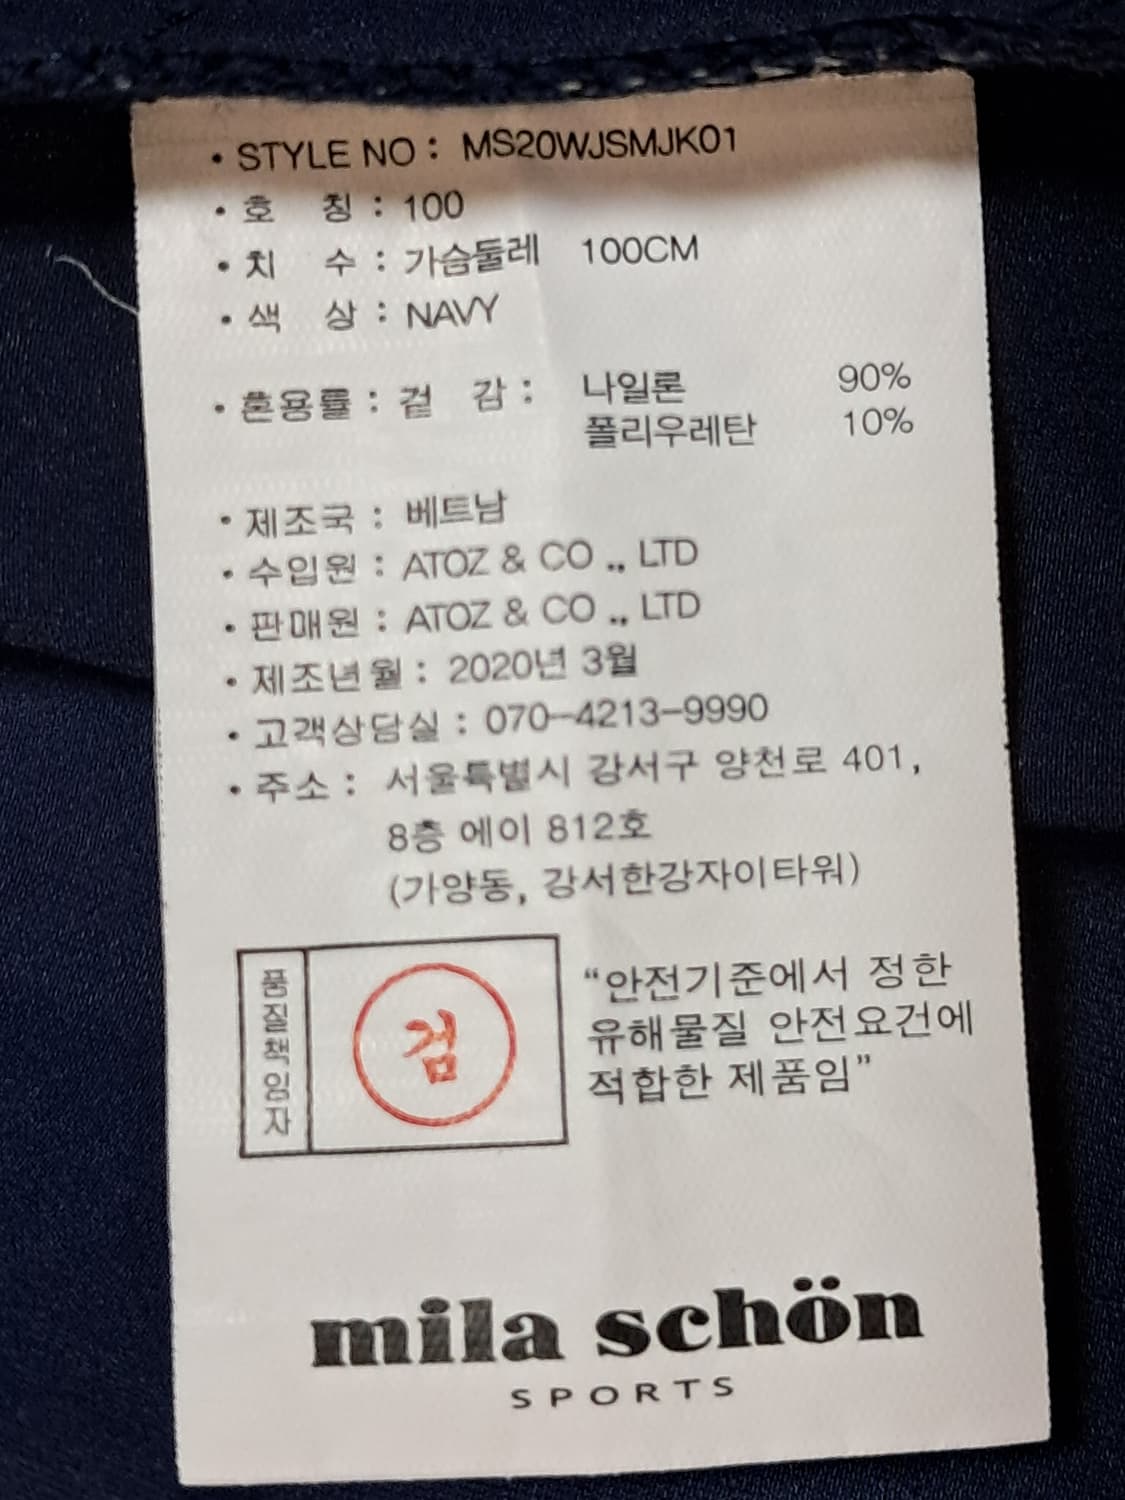 • STYLE NO : MS20WJSMJK01
• 호 칭 : 100
• 치 수 : 가슴둘레 100CM
• 색 상 : NAVY
• 혼용률 : 겉 감 : 나일론 90%
폴리우레탄 10%
• 제조국 : 베트남
• 수입원 : ATOZ & CO ., LTD
• 판매원 : ATOZ & CO ., LTD
• 제조년월 : 2020년 3월
• 고객상담실 : 070-4213-9990
• 주소 : 서울특별시 강서구 양천로 401,
8층 에이 812호
(가양동, 강서한강자이타워)
품질책임자
검
“안전기준에서 정한
유해물질 안전요건에
적합한 제품임”
mila schön
SPORTS